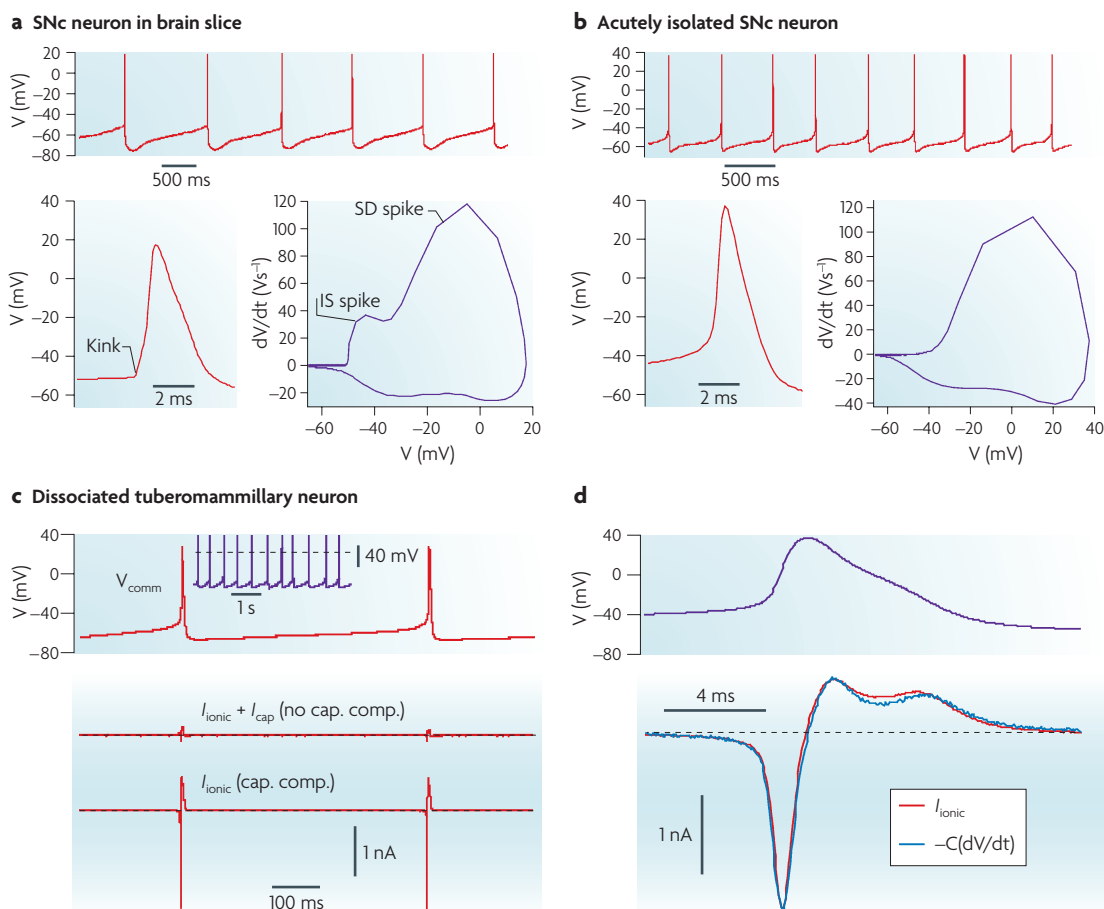 a SNc neuron in brain slice
V (mV)
20
0
−20
−40
−60
−80
500 ms
V (mV)
40
20
0
−20
−40
−60
Kink
2 ms
dV/dt (Vs⁻¹)
120
100
80
60
40
20
0
−20
SD spike
IS spike
−60 −40 −20 0 20
V (mV)
b Acutely isolated SNc neuron
V (mV)
40
20
0
−20
−40
−60
−80
500 ms
V (mV)
40
20
0
−20
−40
−60
2 ms
dV/dt (Vs⁻¹)
120
100
80
60
40
20
0
−20
−40
−60 −40 −20 0 20 40
V (mV)
c Dissociated tuberomammillary neuron
V (mV)
40
0
−40
−80
Vcomm
40 mV
1 s
Iionic + Icap (no cap. comp.)
Iionic (cap. comp.)
1 nA
100 ms
d
V (mV)
40
0
−40
−80
4 ms
1 nA
Iionic
−C(dV/dt)